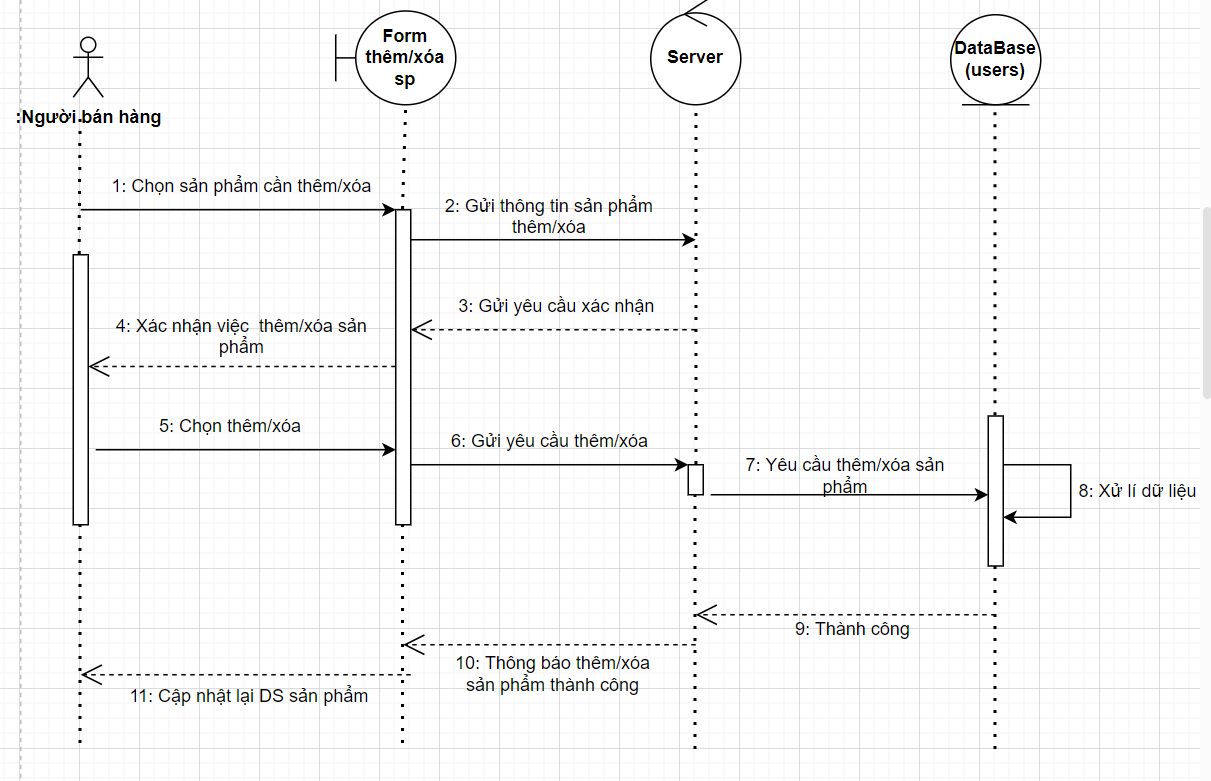 Form
thêm/xóa
sp
Server
DataBase
(users)
:Người bán hàng
1: Chọn sản phẩm cần thêm/xóa
2: Gửi thông tin sản phẩm
thêm/xóa
3: Gửi yêu cầu xác nhận
4: Xác nhận việc thêm/xóa sản
phẩm
5: Chọn thêm/xóa
6: Gửi yêu cầu thêm/xóa
7: Yêu cầu thêm/xóa sản
phẩm
8: Xử lí dữ liệu
9: Thành công
10: Thông báo thêm/xóa
sản phẩm thành công
11: Cập nhật lại DS sản phẩm